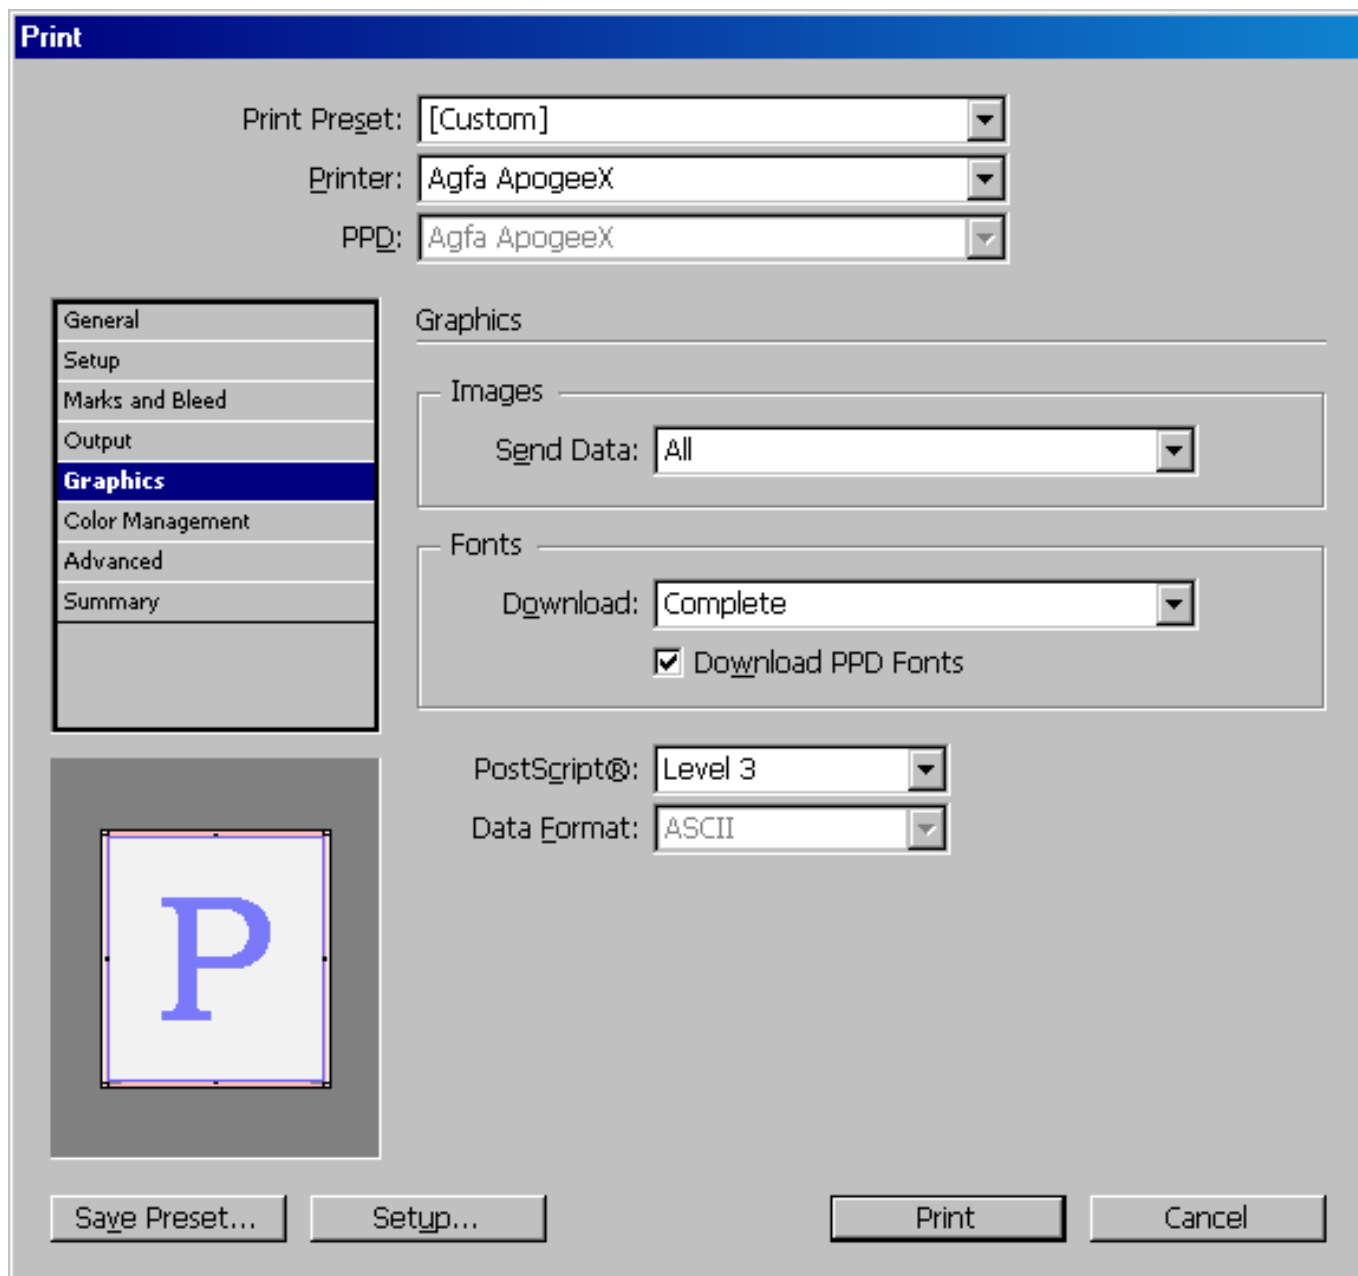 Print
Print Preset: [Custom]
Printer: Agfa ApogeeX
PPD: Agfa ApogeeX
General
Setup
Marks and Bleed
Output
Graphics
Color Management
Advanced
Summary
Graphics
Images
Send Data: All
Fonts
Download: Complete
Download PPD Fonts
PostScript®: Level 3
Data Format: ASCII
P
Save Preset...
Setup...
Print
Cancel